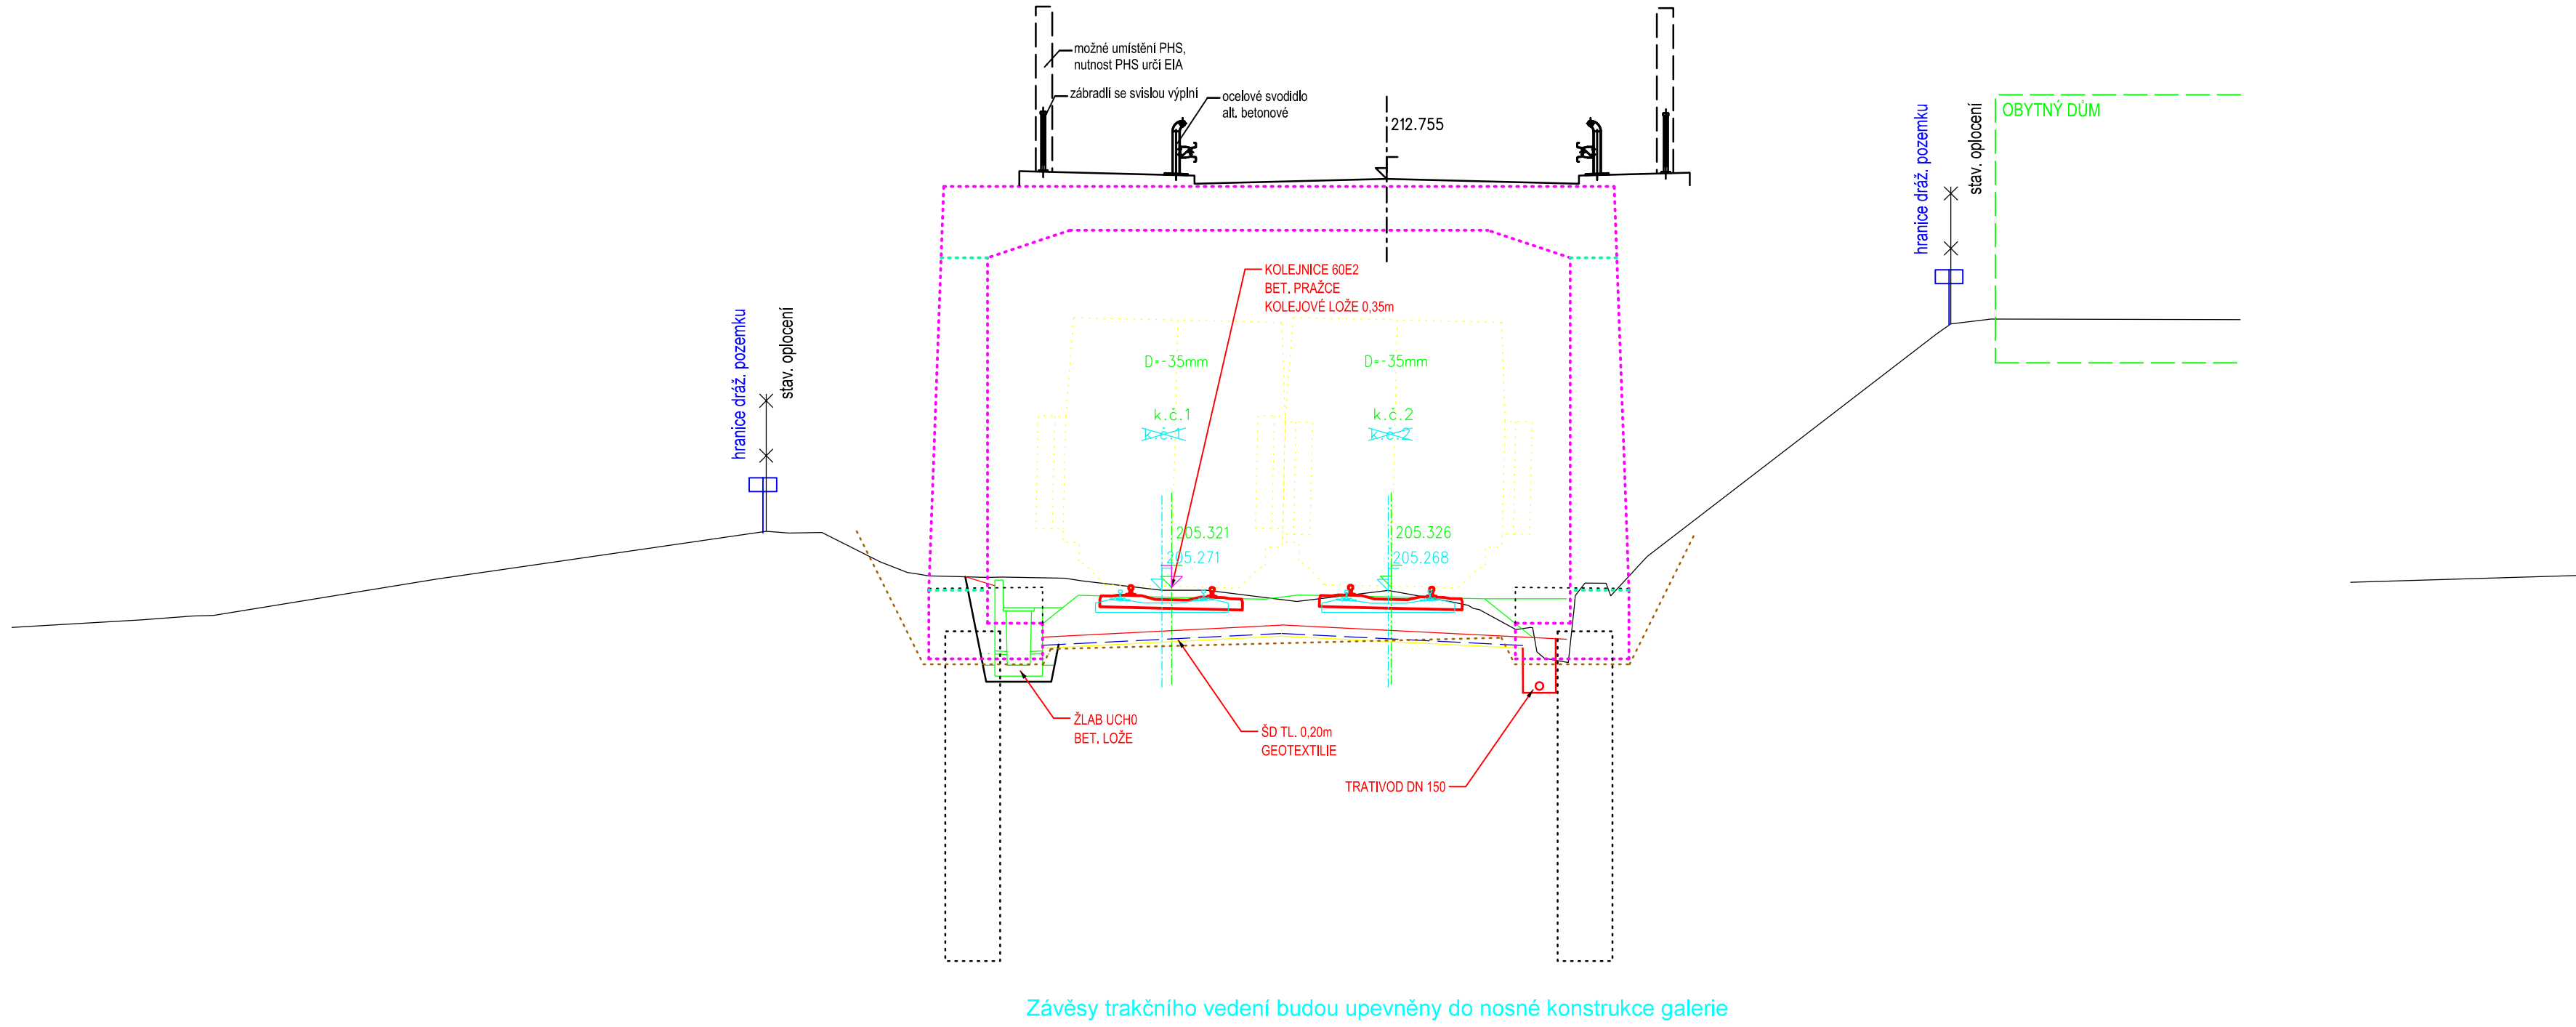 možné umístění PHS,
nutnost PHS určí EIA
zábradlí se svislou výplní
ocelové svodidlo
alt. betonové
212.755
hranice dráž. pozemku
stav. oplocení
OBYTNÝ DŮM
KOLEJNICE 60E2
BET. PRAŽCE
KOLEJOVÉ LOŽE 0,35m
hranice dráž. pozemku
stav. oplocení
D=-35mm
D=-35mm
k.č.1
k.č.2
k.č.1
k.č.2
205.321
205.326
205.271
205.268
ŽLAB UCH0
BET. LOŽE
ŠD TL. 0,20m
GEOTEXTILIE
TRATIVOD DN 150
Závěsy trakčního vedení budou upevněny do nosné konstrukce galerie